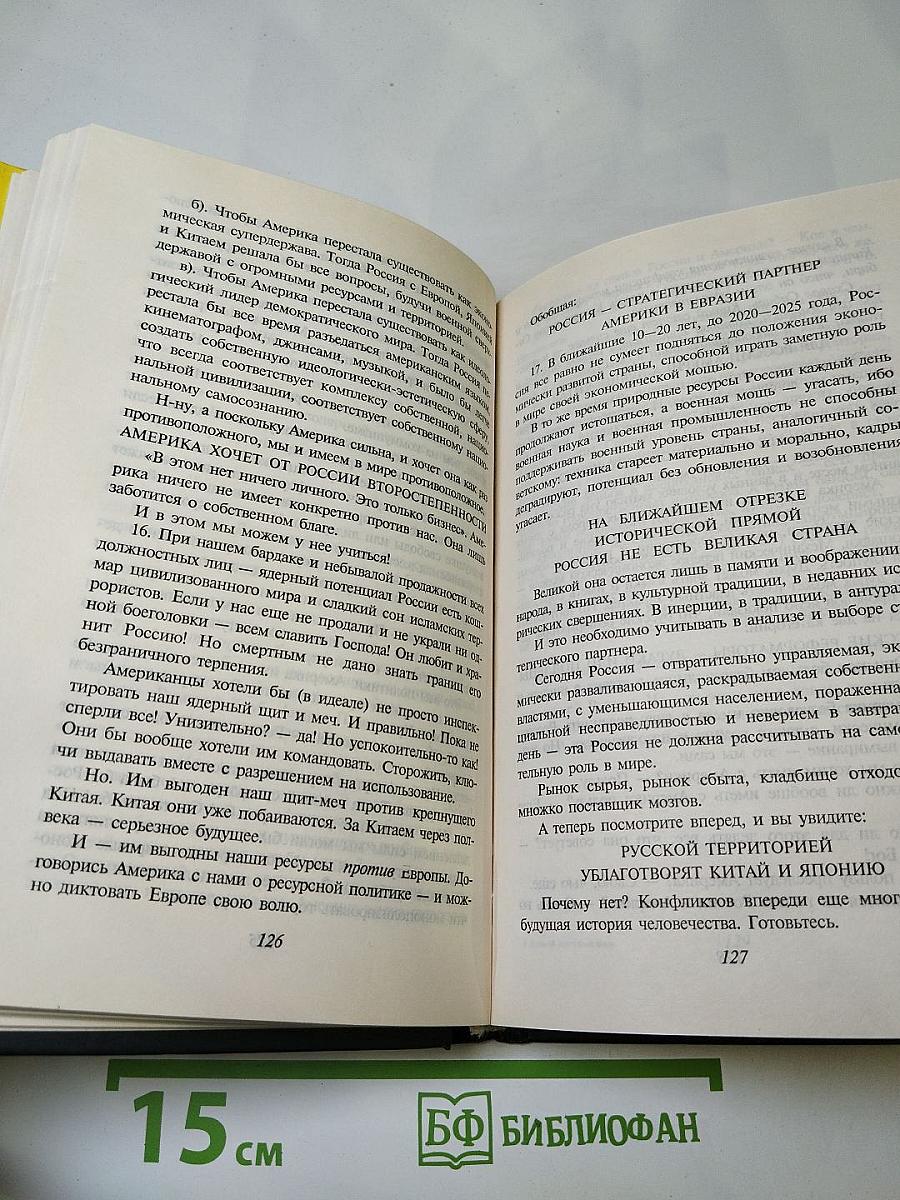 б). Чтобы Америка перестала существовать как эконо-
мическая супердержава. Тогда Россия с Европой, Японией
и Китаем решала бы все вопросы, будучи военной сверх-
державой с огромными ресурсами и территорией.
в). Чтобы Америка перестала существовать как идеоло-
гический лидер демократического мира. Тогда Россия пе-
рестала бы все время разъедаться американским языком,
кинематографом, джинсами, музыкой, и было бы легче
создать собственную идеологически-эстетическую сферу,
что всегда соответствует комплексу собственной, нацио-
нальной цивилизации, соответствует собственному нацио-
нальному самосознанию.
Н-ну, а поскольку Америка сильна, и хочет она как раз
противоположного, мы и имеем в мире противоположное:
АМЕРИКА ХОЧЕТ ОТ РОССИИ ВТОРОСТЕПЕННОСТИ
«В этом нет ничего личного. Это только бизнес». Аме-
рика ничего не имеет конкретно против нас. Она лишь
заботится о собственном благе.
И в этом мы можем у нее учиться!
16. При нашем бардаке и небывалой продажности всех
должностных лиц — ядерный потенциал России есть кош-
мар цивилизованного мира и сладкий сон исламских тер-
рористов. Если у нас еще не продали и не украли ни од-
ной боеголовки — всем славить Господа! Он любит и хра-
нит Россию! Но смертным не дано знать границ его
безграничного терпения.
Американцы хотели бы (в идеале) не просто инспек-
тировать наш ядерный щит и меч. И правильно! Пока не
сперли все! Унизительно? — да! Но успокоительно-то как!
Они бы вообще хотели им командовать. Сторожить, клю-
чи выдавать вместе с разрешением на использование.
Но. Им выгоден наш щит-меч против крепнущего
Китая. Китая они уже побаиваются. За Китаем через пол-
века — серьезное будущее.
И — им выгодны наши ресурсы против Европы. До-
говорись Америка с нами о ресурсной политике — и мож-
но диктовать Европе свою волю.
126
Обобщая:
РОССИЯ — СТРАТЕГИЧЕСКИЙ ПАРТНЕР
АМЕРИКИ В ЕВРАЗИИ
17. В ближайшие 10—20 лет, до 2020—2025 года, Рос-
сия все равно не сумеет подняться до положения эконо-
мически развитой страны, способной играть заметную роль
в мире своей экономической мощью.
В то же время природные ресурсы России каждый день
продолжают истощаться, а военная мощь — угасать, ибо
военная наука и военная промышленность не способны
поддерживать военный уровень страны, аналогичный со-
ветскому: техника стареет материально и морально, кадры
деградируют, потенциал без обновления и возобновления
угасает.
НА БЛИЖАЙШЕМ ОТРЕЗКЕ
ИСТОРИЧЕСКОЙ ПРЯМОЙ
РОССИЯ НЕ ЕСТЬ ВЕЛИКАЯ СТРАНА
Великой она остается лишь в памяти и воображении
народа, в книгах, в культурной традиции, в недавних ис
рических свершениях. В инерции, в традиции, в антура
И это необходимо учитывать в анализе и выборе ст
тегического партнера.
Сегодня Россия — отвратительно управляемая, эк
мически разваливающаяся, раскрадываемая собствен
властями, с уменьшающимся населением, пораженна
циальной несправедливостью и неверием в завтра
день — эта Россия не должна рассчитывать на само
тельную роль в мире.
Рынок сырья, рынок сбыта, кладбище отходо
множко поставщик мозгов.
А теперь посмотрите вперед, и вы увидите:
РУССКОЙ ТЕРРИТОРИЕЙ
УБЛАГОТВОРЯТ КИТАЙ И ЯПОНИЮ
Почему нет? Конфликтов впереди еще мног
будущая история человечества. Готовьтесь.
127
15 см
БФ БИБЛИОФАН